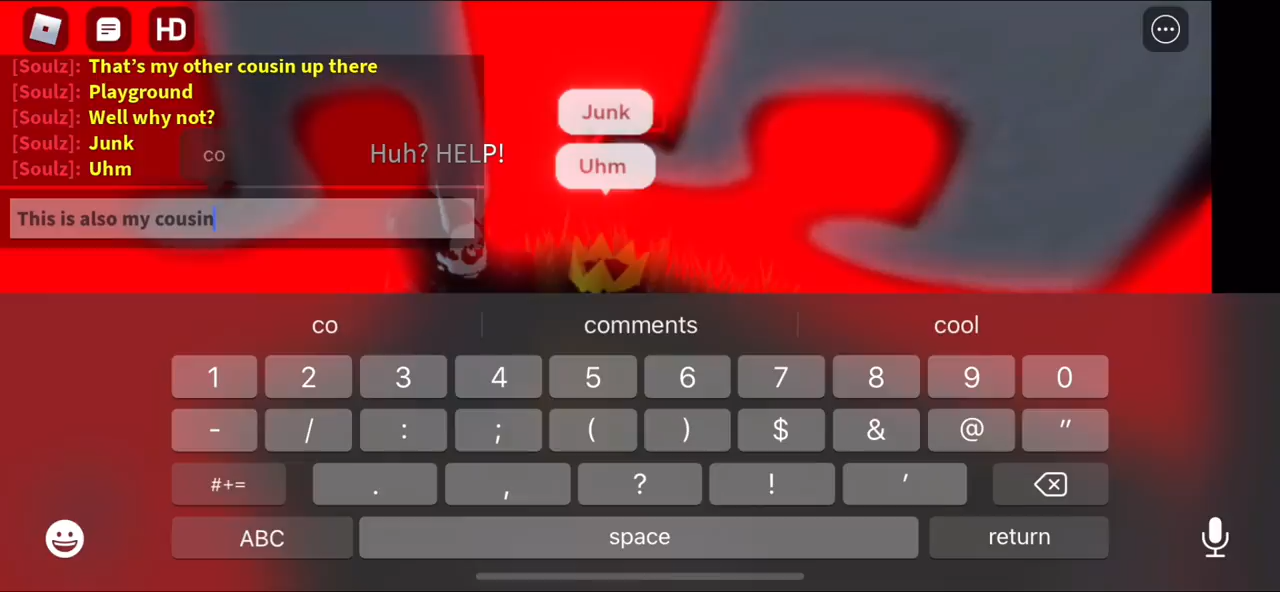 HD
[Soulz]: That's my other cousin up there
[Soulz]: Playground
[Soulz]: Well why not?
[Soulz]: Junk
[Soulz]: Uhm
co
Huh? HELP!
Junk
Uhm
This is also my cousin
co comments cool
1 2 3 4 5 6 7 8 9 0
- / : ; ( ) $ & @ "
#+= . , ? ! '
ABC space return